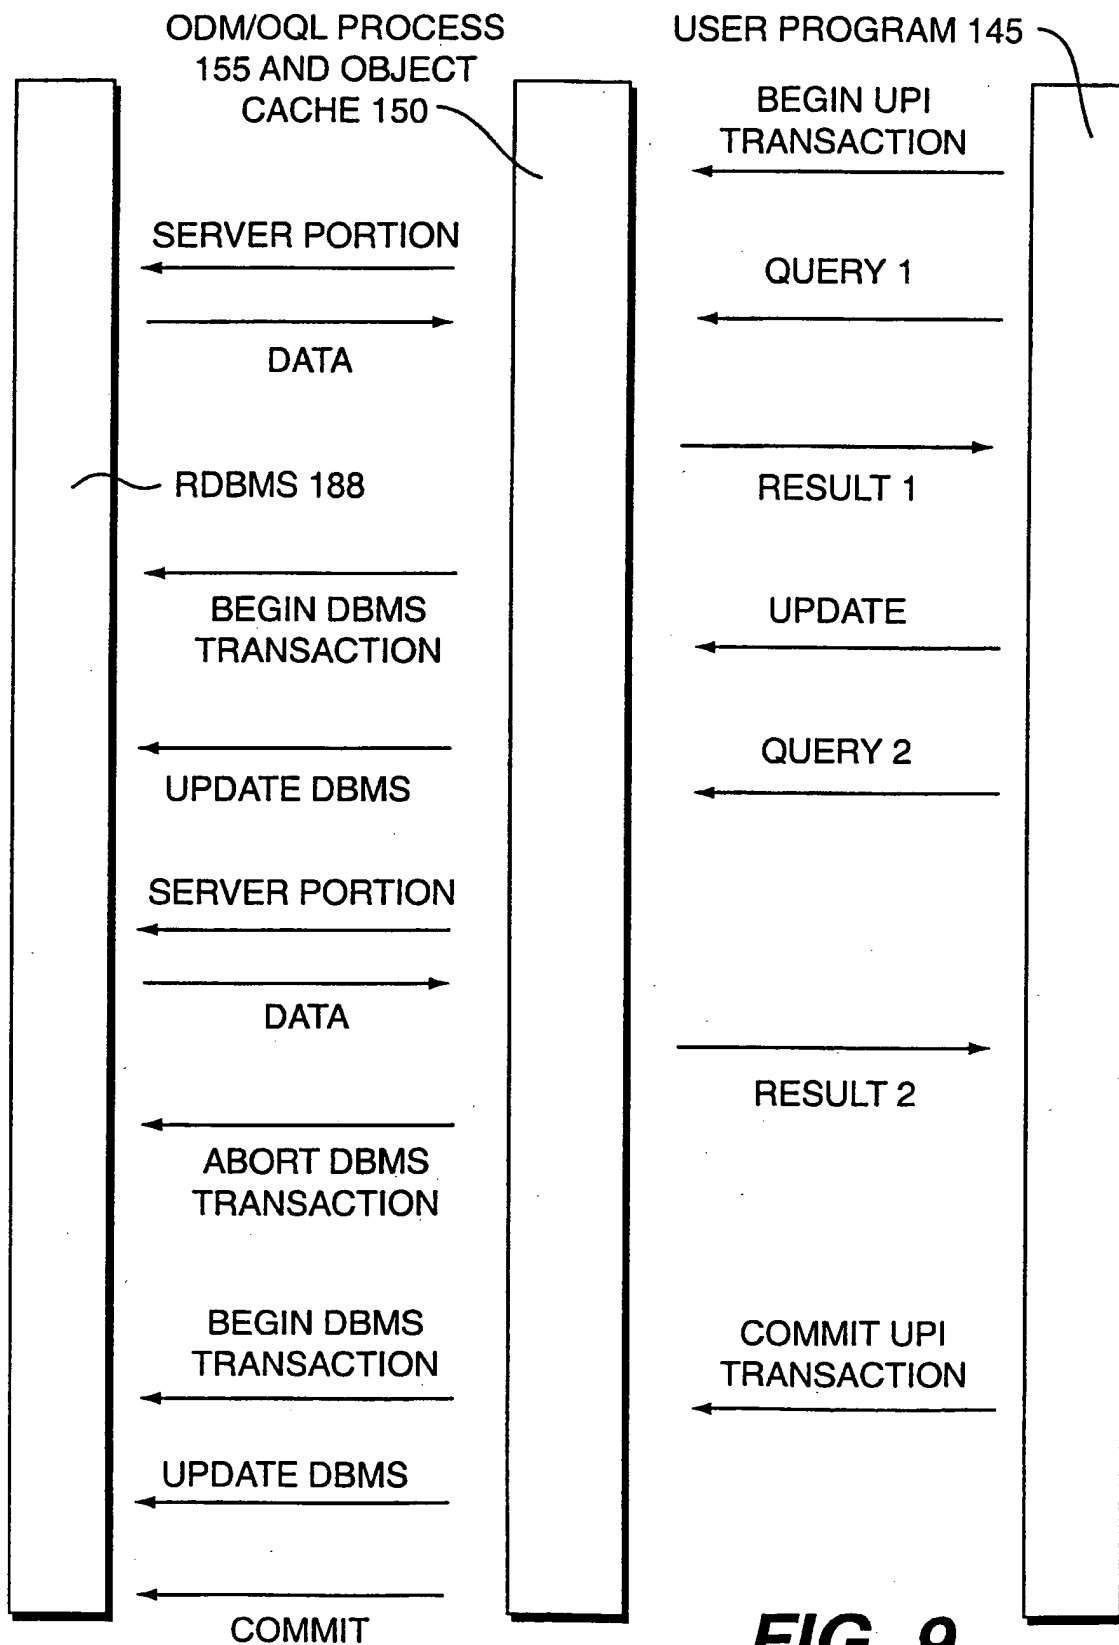 ODM/OQL PROCESS
155 AND OBJECT
CACHE 150
USER PROGRAM 145
BEGIN UPI
TRANSACTION
SERVER PORTION
QUERY 1
DATA
RDBMS 188
RESULT 1
BEGIN DBMS
TRANSACTION
UPDATE
UPDATE DBMS
QUERY 2
SERVER PORTION
DATA
RESULT 2
ABORT DBMS
TRANSACTION
BEGIN DBMS
TRANSACTION
COMMIT UPI
TRANSACTION
UPDATE DBMS
COMMIT
FIG. 9